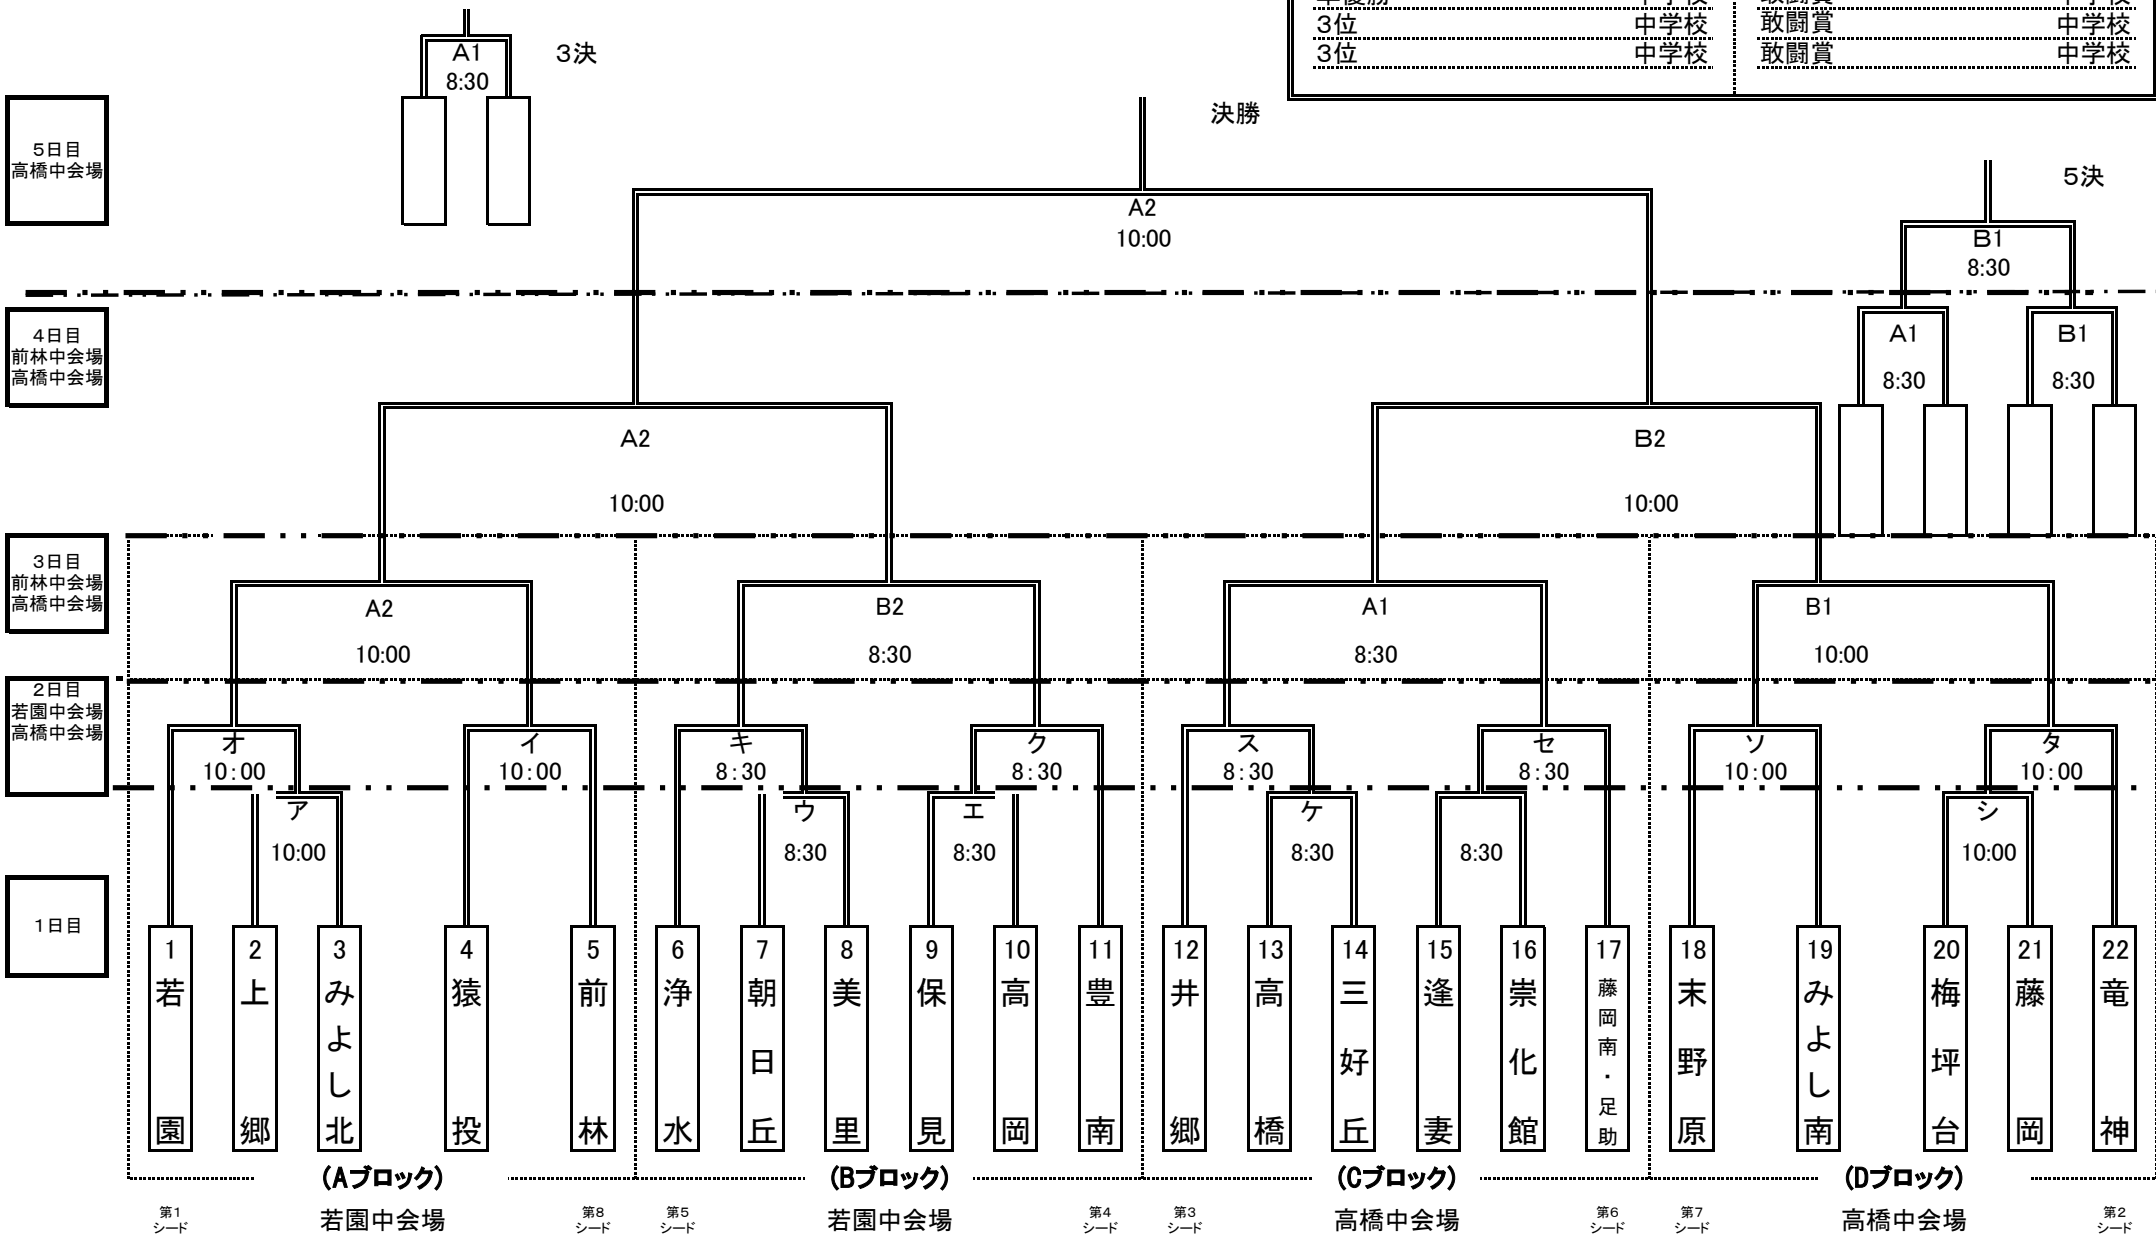 準優勝 中学校 敢闘賞 中学校
3位 中学校 敢闘賞 中学校
3位 中学校 敢闘賞 中学校
A1
8:30
3決
決勝
5日目
高橋中会場
A2
10:00
5決
B1
8:30
4日目
前林中会場
高橋中会場
A1
8:30
B1
8:30
A2
10:00
B2
10:00
3日目
前林中会場
高橋中会場
A2
10:00
B2
8:30
A1
8:30
B1
10:00
2日目
若園中会場
高橋中会場
オ
10:00
イ
10:00
キ
8:30
ク
8:30
ス
8:30
セ
8:30
ソ
10:00
タ
10:00
ア
10:00
ウ
8:30
エ
8:30
ケ
8:30
8:30
シ
10:00
1日目
1 若園
2 上郷
3 みよし北
4 猿投
5 前林
6 浄水
7 朝日丘
8 美里
9 保見
10 高岡
11 豊南
12 井郷
13 高橋
14 三好丘
15 逢妻
16 崇化館
17 藤岡南・足助
18 末野原
19 みよし南
20 梅坪台
21 藤岡
22 竜神
(Aブロック)
(Bブロック)
(Cブロック)
(Dブロック)
第1
シード
若園中会場
第8
シード
第5
シード
若園中会場
第4
シード
第3
シード
高橋中会場
第6
シード
第7
シード
高橋中会場
第2
シード